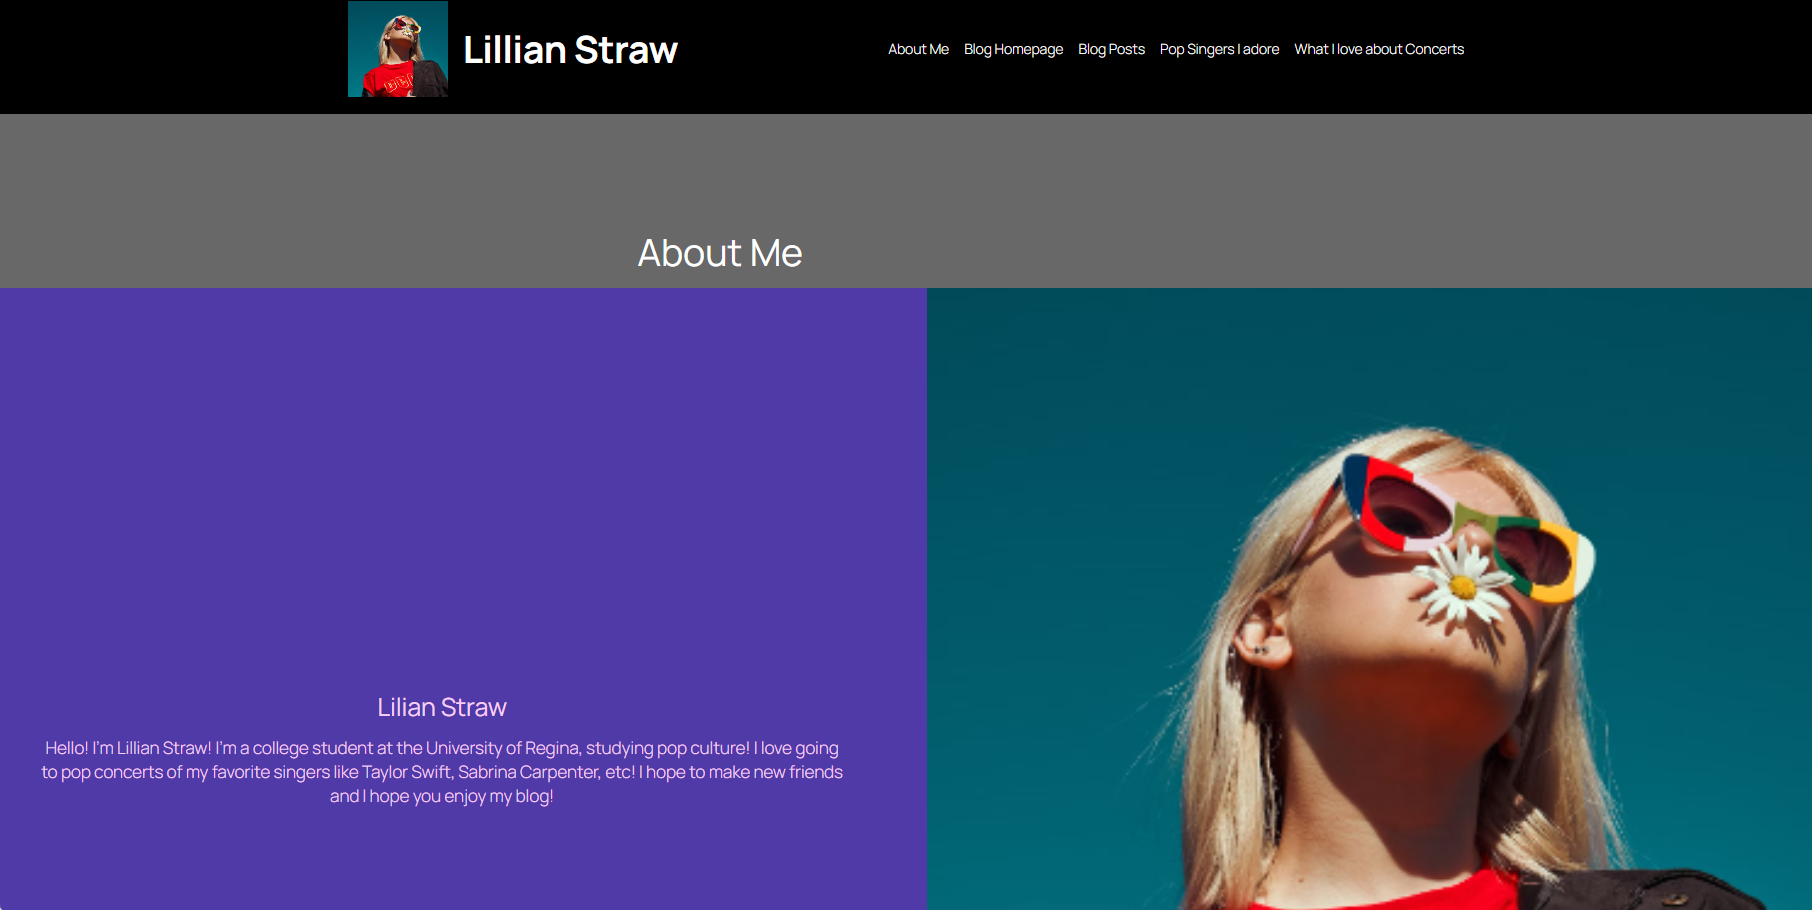 Lillian Straw
About Me Blog Homepage Blog Posts Pop Singers I adore What I love about Concerts
About Me
Lilian Straw
Hello! I'm Lillian Straw! I'm a college student at the University of Regina, studying pop culture! I love going
to pop concerts of my favorite singers like Taylor Swift, Sabrina Carpenter, etc! I hope to make new friends
and I hope you enjoy my blog!